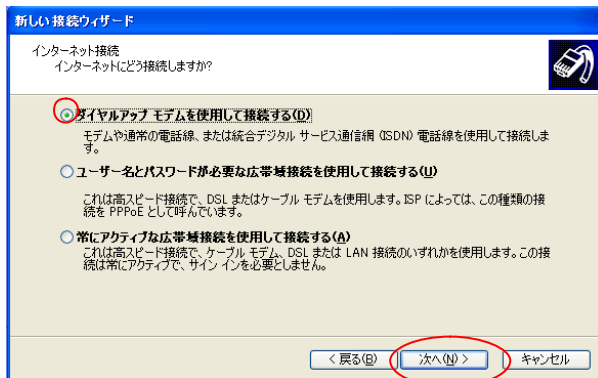 新しい接続ウィザード
インターネット接続
インターネットにどう接続しますか?
ダイヤルアップ モデムを使用して接続する(D)
モデムや通常の電話線、または統合デジタル サービス通信網 (ISDN) 電話線を使用して接続しま
す。
ユーザー名とパスワードが必要な広帯域接続を使用して接続する(U)
これは高スピード接続で、DSL またはケーブル モデムを使用します。ISP によっては、この種類の接
続を PPPoE として呼んでいます。
常にアクティブな広帯域接続を使用して接続する(A)
これは高スピード接続で、ケーブル モデム、DSL または LAN 接続のいずれかを使用します。この接
続は常にアクティブで、サイン インを必要としません。
< 戻る(B) 次へ(N) > キャンセル